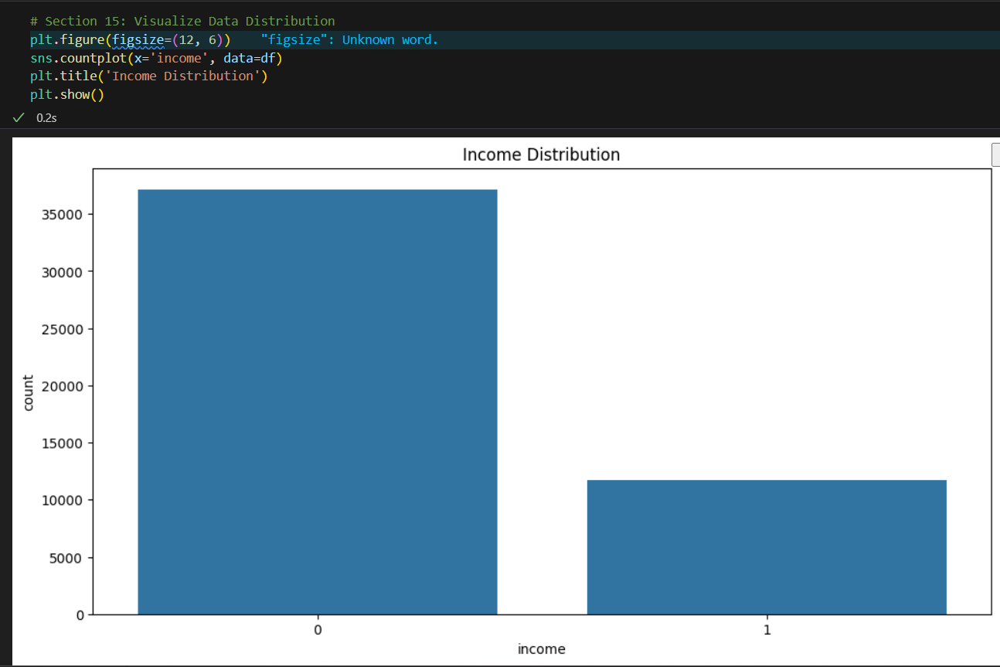 # Section 15: Visualize Data Distribution
plt.figure(figsize=(12, 6))    "figsize": Unknown word.
sns.countplot(x='income', data=df)
plt.title('Income Distribution')
plt.show()
0.2s
Income Distribution
35000
30000
25000
20000
15000
10000
5000
0
count
0 1
income